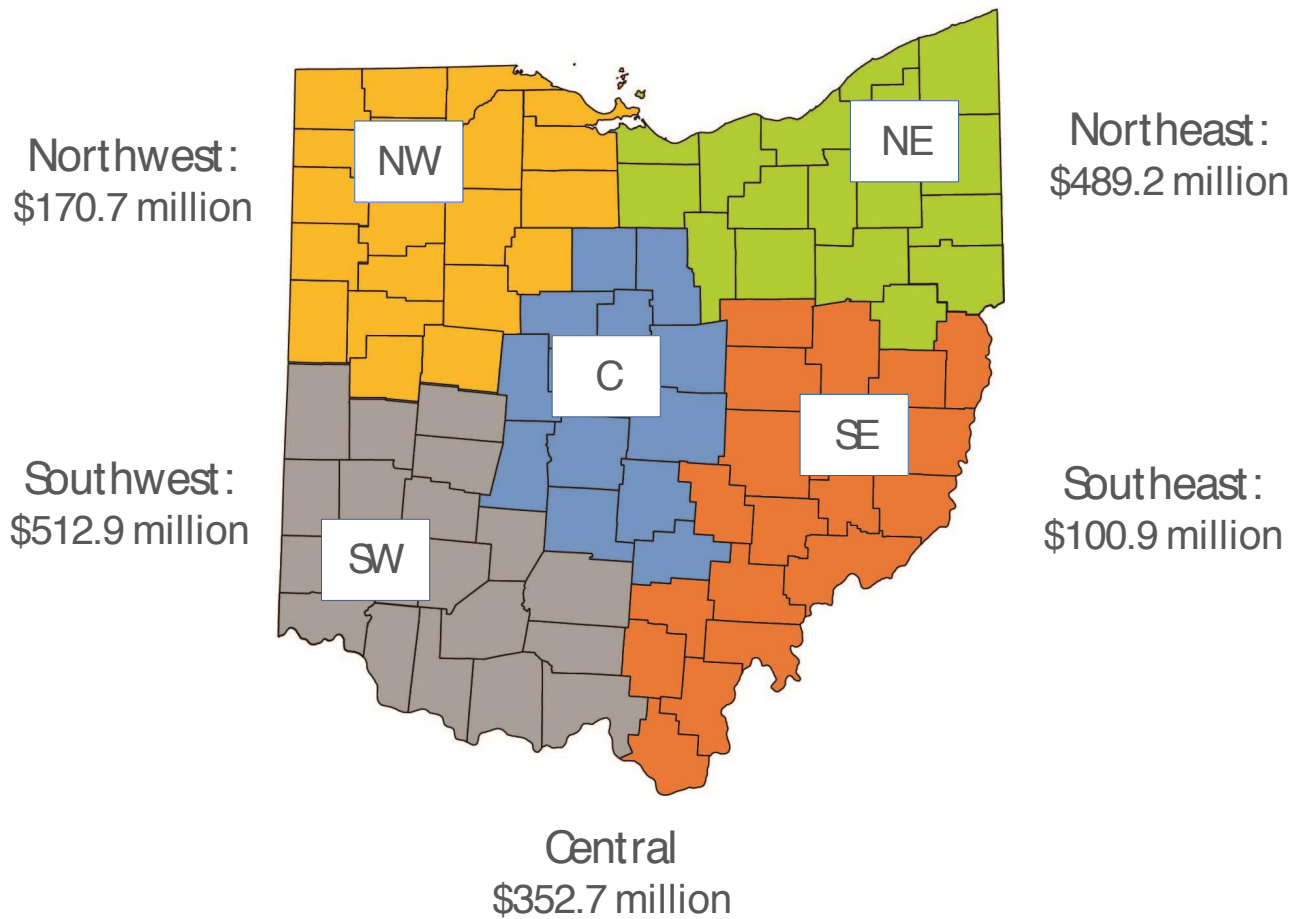 NW
NE
Northwest:
$170.7 million
Northeast:
$489.2 million
C
SE
Southwest:
$512.9 million
Southeast:
$100.9 million
SW
Central
$352.7 million